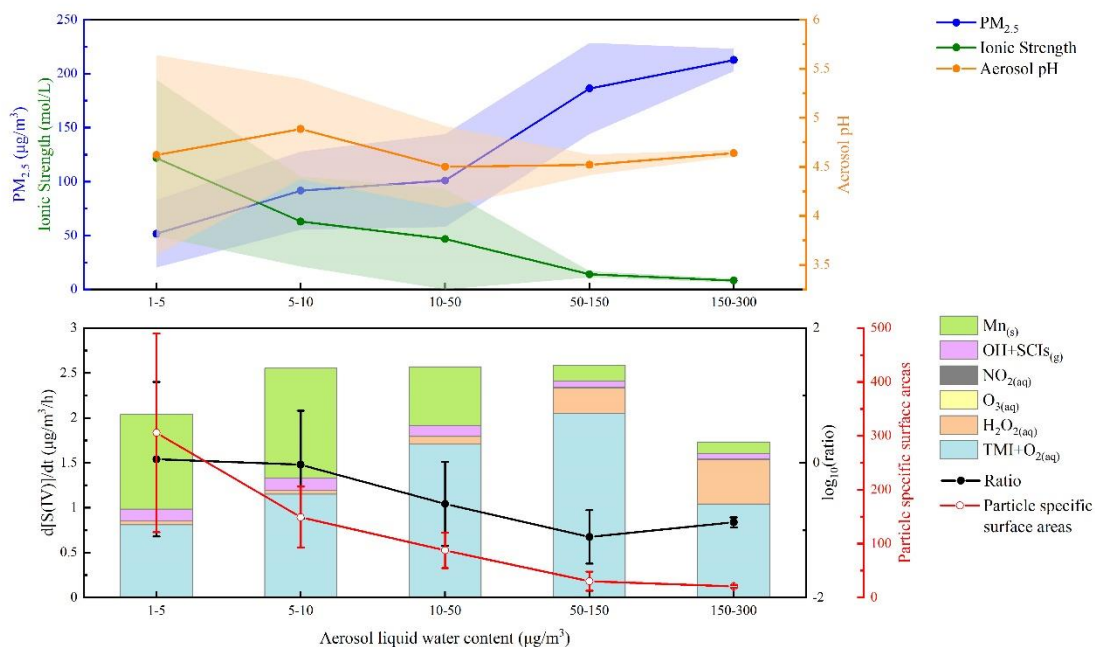 250
200
150
100
50
0
PM2.5 (μg/m³)
Ionic Strength (mol/L)
6
5.5
5
4.5
4
3.5
Aerosol pH
1-5
5-10
10-50
50-150
150-300
PM2.5
Ionic Strength
Aerosol pH
3
2.5
2
1.5
1
0.5
0
d[S(IV)]/dt (μg/m³/h)
2
0
-2
log10(ratio)
500
400
300
200
100
0
Particle specific surface areas
1-5
5-10
10-50
50-150
150-300
Aerosol liquid water content (μg/m³)
Mn(s)
OH+SCIs(g)
NO2(aq)
O3(aq)
H2O2(aq)
TMI+O2(aq)
Ratio
Particle specific
surface areas